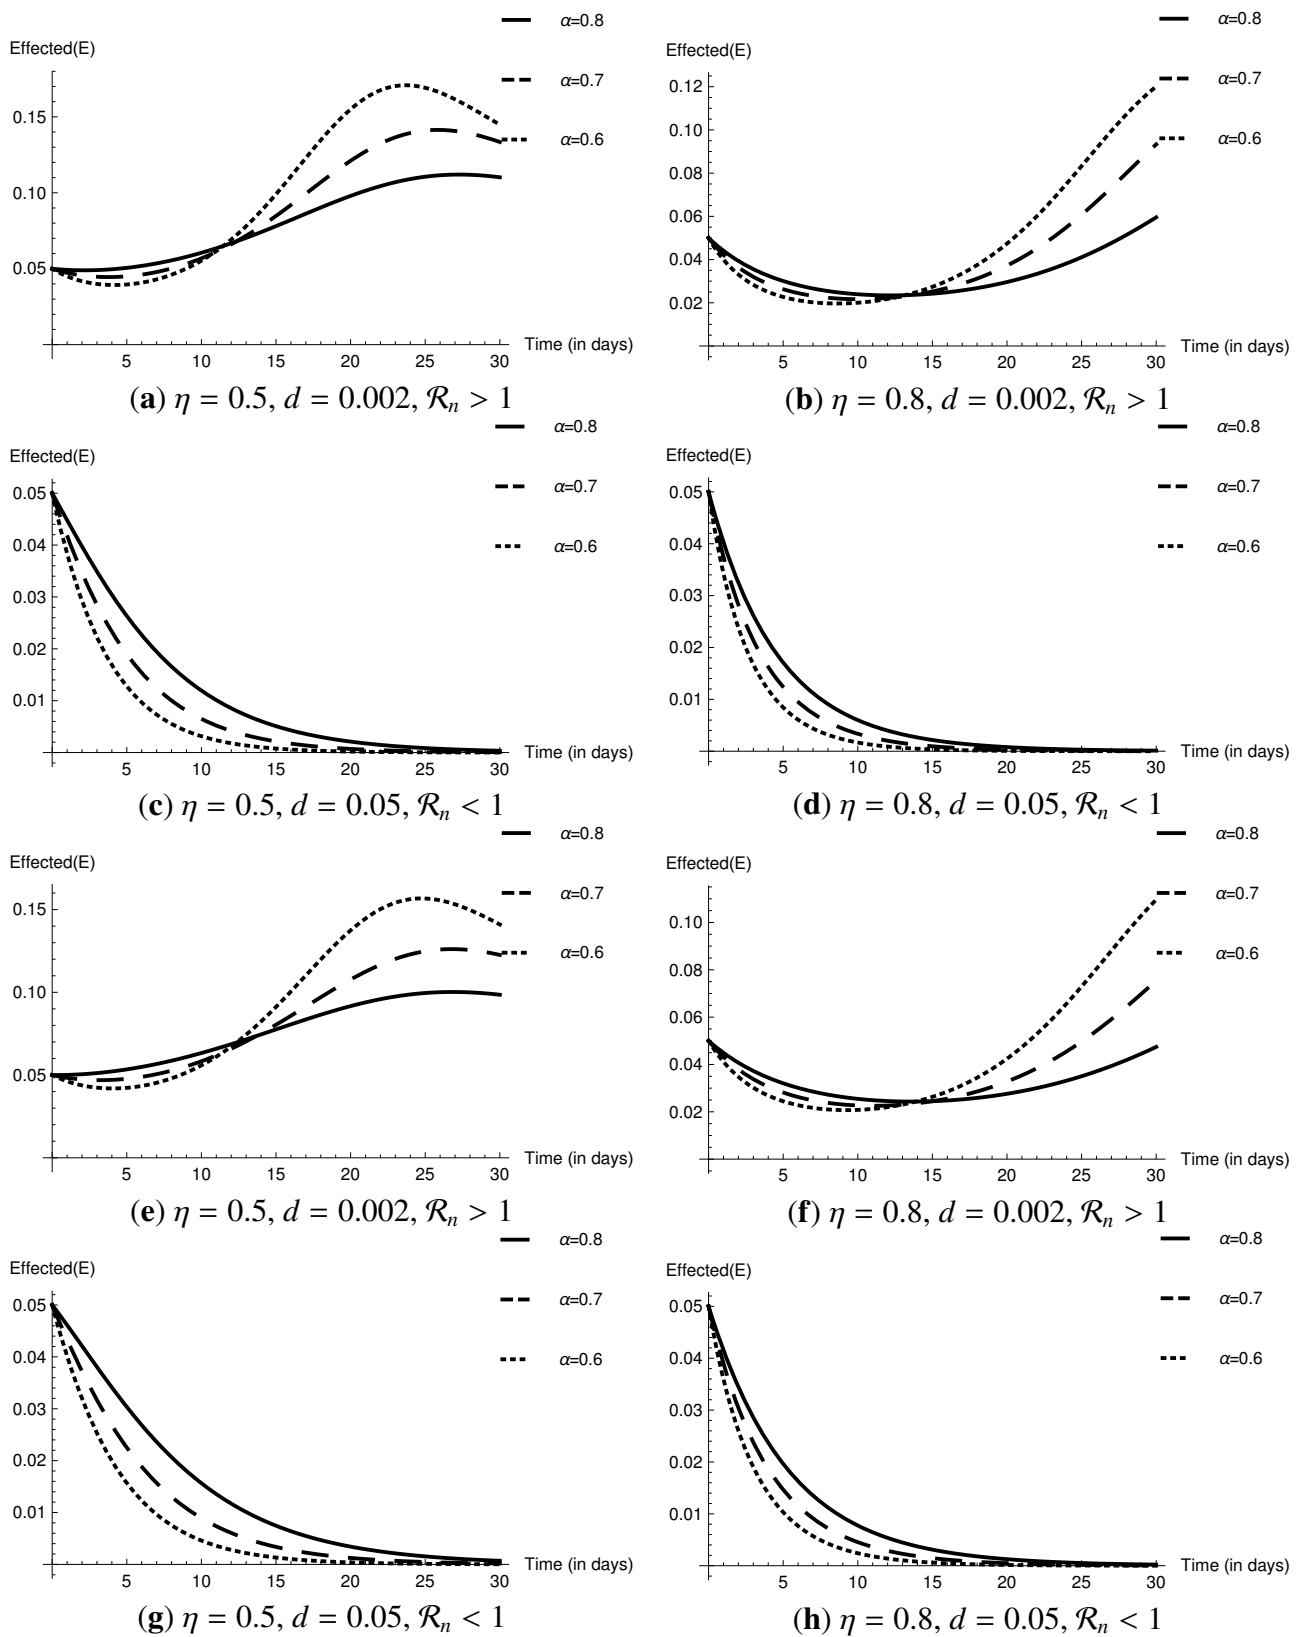 α=0.8
Effected(E)
α=0.7
0.15
α=0.6
0.10
0.05
Time (in days)
5 10 15 20 25 30
(a) η = 0.5, d = 0.002, ℛn > 1
α=0.8
Effected(E)
0.12
α=0.7
0.10
α=0.6
0.08
0.06
0.04
0.02
Time (in days)
5 10 15 20 25 30
(b) η = 0.8, d = 0.002, ℛn > 1
α=0.8
Effected(E)
0.05
α=0.7
0.04
α=0.6
0.03
0.02
0.01
Time (in days)
5 10 15 20 25 30
(c) η = 0.5, d = 0.05, ℛn < 1
α=0.8
Effected(E)
0.05
α=0.7
0.04
α=0.6
0.03
0.02
0.01
Time (in days)
5 10 15 20 25 30
(d) η = 0.8, d = 0.05, ℛn < 1
α=0.8
Effected(E)
α=0.7
0.15
α=0.6
0.10
0.05
Time (in days)
5 10 15 20 25 30
(e) η = 0.5, d = 0.002, ℛn > 1
α=0.8
Effected(E)
α=0.7
0.10
α=0.6
0.08
0.06
0.04
0.02
Time (in days)
5 10 15 20 25 30
(f) η = 0.8, d = 0.002, ℛn > 1
α=0.8
Effected(E)
0.05
α=0.7
0.04
α=0.6
0.03
0.02
0.01
Time (in days)
5 10 15 20 25 30
(g) η = 0.5, d = 0.05, ℛn < 1
α=0.8
Effected(E)
0.05
α=0.7
0.04
α=0.6
0.03
0.02
0.01
Time (in days)
5 10 15 20 25 30
(h) η = 0.8, d = 0.05, ℛn < 1